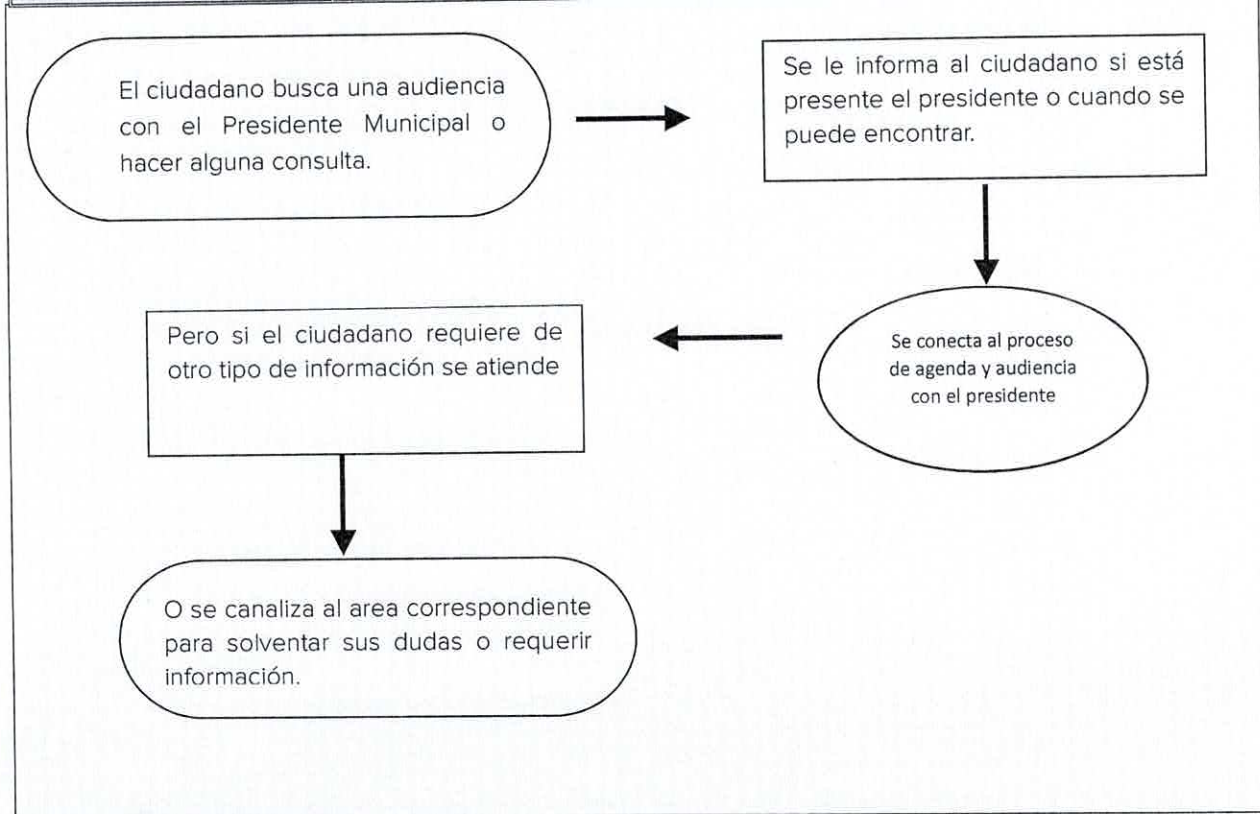 El ciudadano busca una audiencia
con el Presidente Municipal o
hacer alguna consulta.
Se le informa al ciudadano si está
presente el presidente o cuando se
puede encontrar.
Se conecta al proceso
de agenda y audiencia
con el presidente
Pero si el ciudadano requiere de
otro tipo de información se atiende
O se canaliza al area correspondiente
para solventar sus dudas o requerir
información.